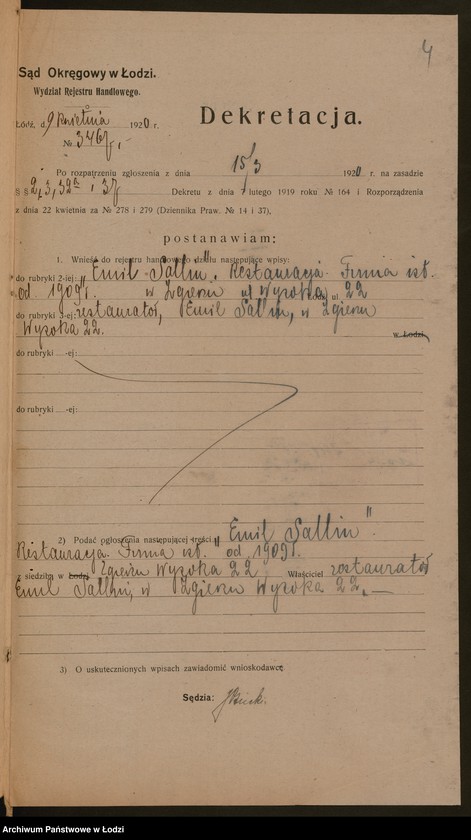 4
Sąd Okręgowy w Łodzi.
Wydział Rejestru Handlowego.
Łódź, d. 9 kwietnia 1920 r.
№ 346/r.
Dekretacja.
Po rozpatrzeniu zgłoszenia z dnia 15/3 1920 r. na zasadzie
§ § 2, 3, 32a i 37 Dekretu z dnia 7 lutego 1919 roku № 164 i Rozporządzenia
z dnia 22 kwietnia za № 278 i 279 (Dziennika Praw. № 14 i 37),
postanawiam:
1. Wnieść do rejestru handlowego działu następujące wpisy:
do rubryki 2-iej: "Emil Sallin". Restauracja. Firma ist.
od 1909 r. w Zgierzu ul Wysoka 22
do rubryki 3-ej: restaurator, Emil Sallin, w Zgierzu
Wysoka 22. w Łodzi,
do rubryki -ej:
do rubryki -ej:
2) Podać ogłoszenia następującej treści: "Emil Sallin".
Restauracja. Firma ist. od 1909 r.
z siedzibą w Łodzi Zgierzu Wysoka 22 Właściciel restaurator
Emil Sallin, w Zgierzu Wysoka 22.
3) O uskutecznionych wpisach zawiadomić wnioskodawcę.
Sędzia:
Archiwum Państwowe w Łodzi